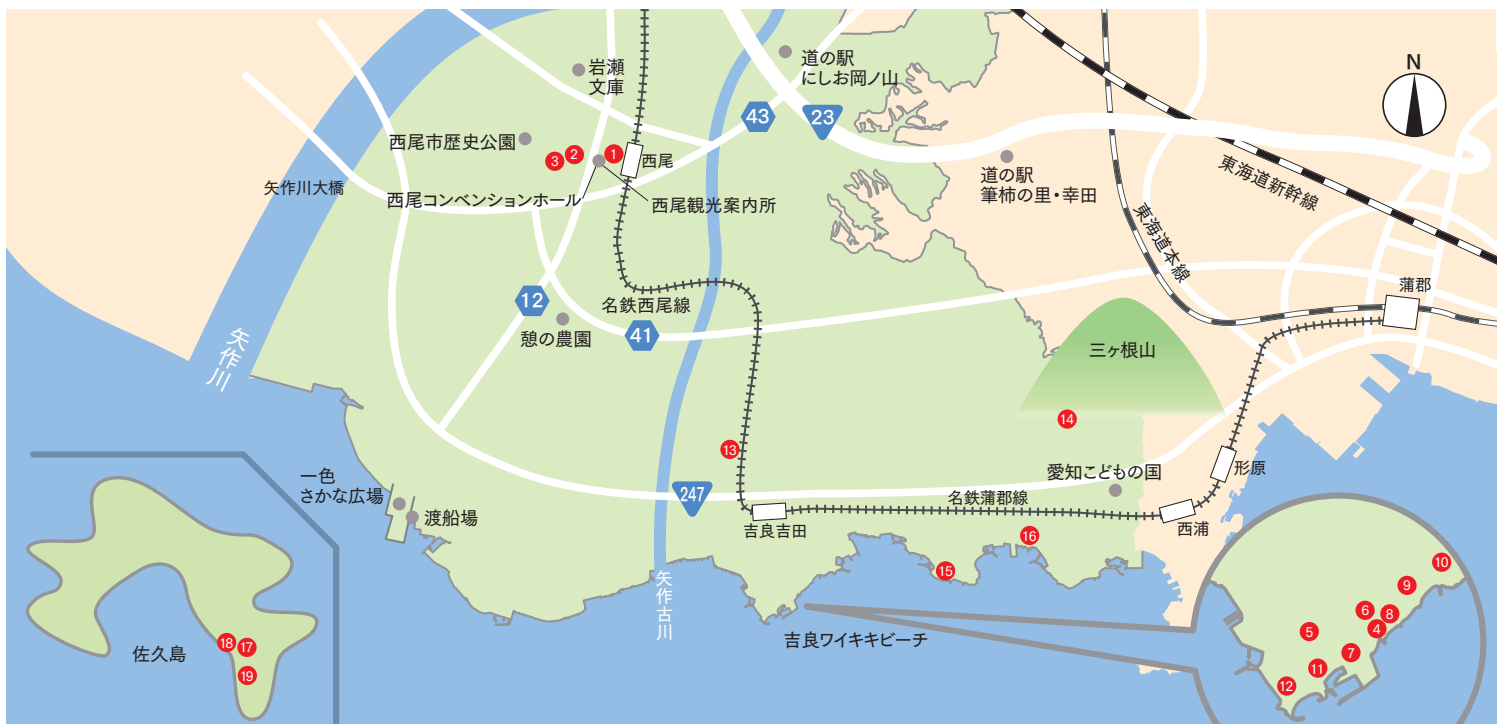 岩瀬
文庫
道の駅
にしお岡ノ山
N
43
23
西尾市歴史公園
3
2
1
西尾
道の駅
筆柿の里・幸田
東海道新幹線
矢作川大橋
西尾コンベンションホール
西尾観光案内所
東海道本線
蒲郡
12
名鉄西尾線
憩の農園
41
矢作川
三ヶ根山
14
13
形原
一色
さかな広場
渡船場
247
愛知こどもの国
名鉄蒲郡線
吉良吉田
西浦
16
15
矢作古川
吉良ワイキキビーチ
佐久島
18
17
19
10
9
6
8
5
4
7
11
12